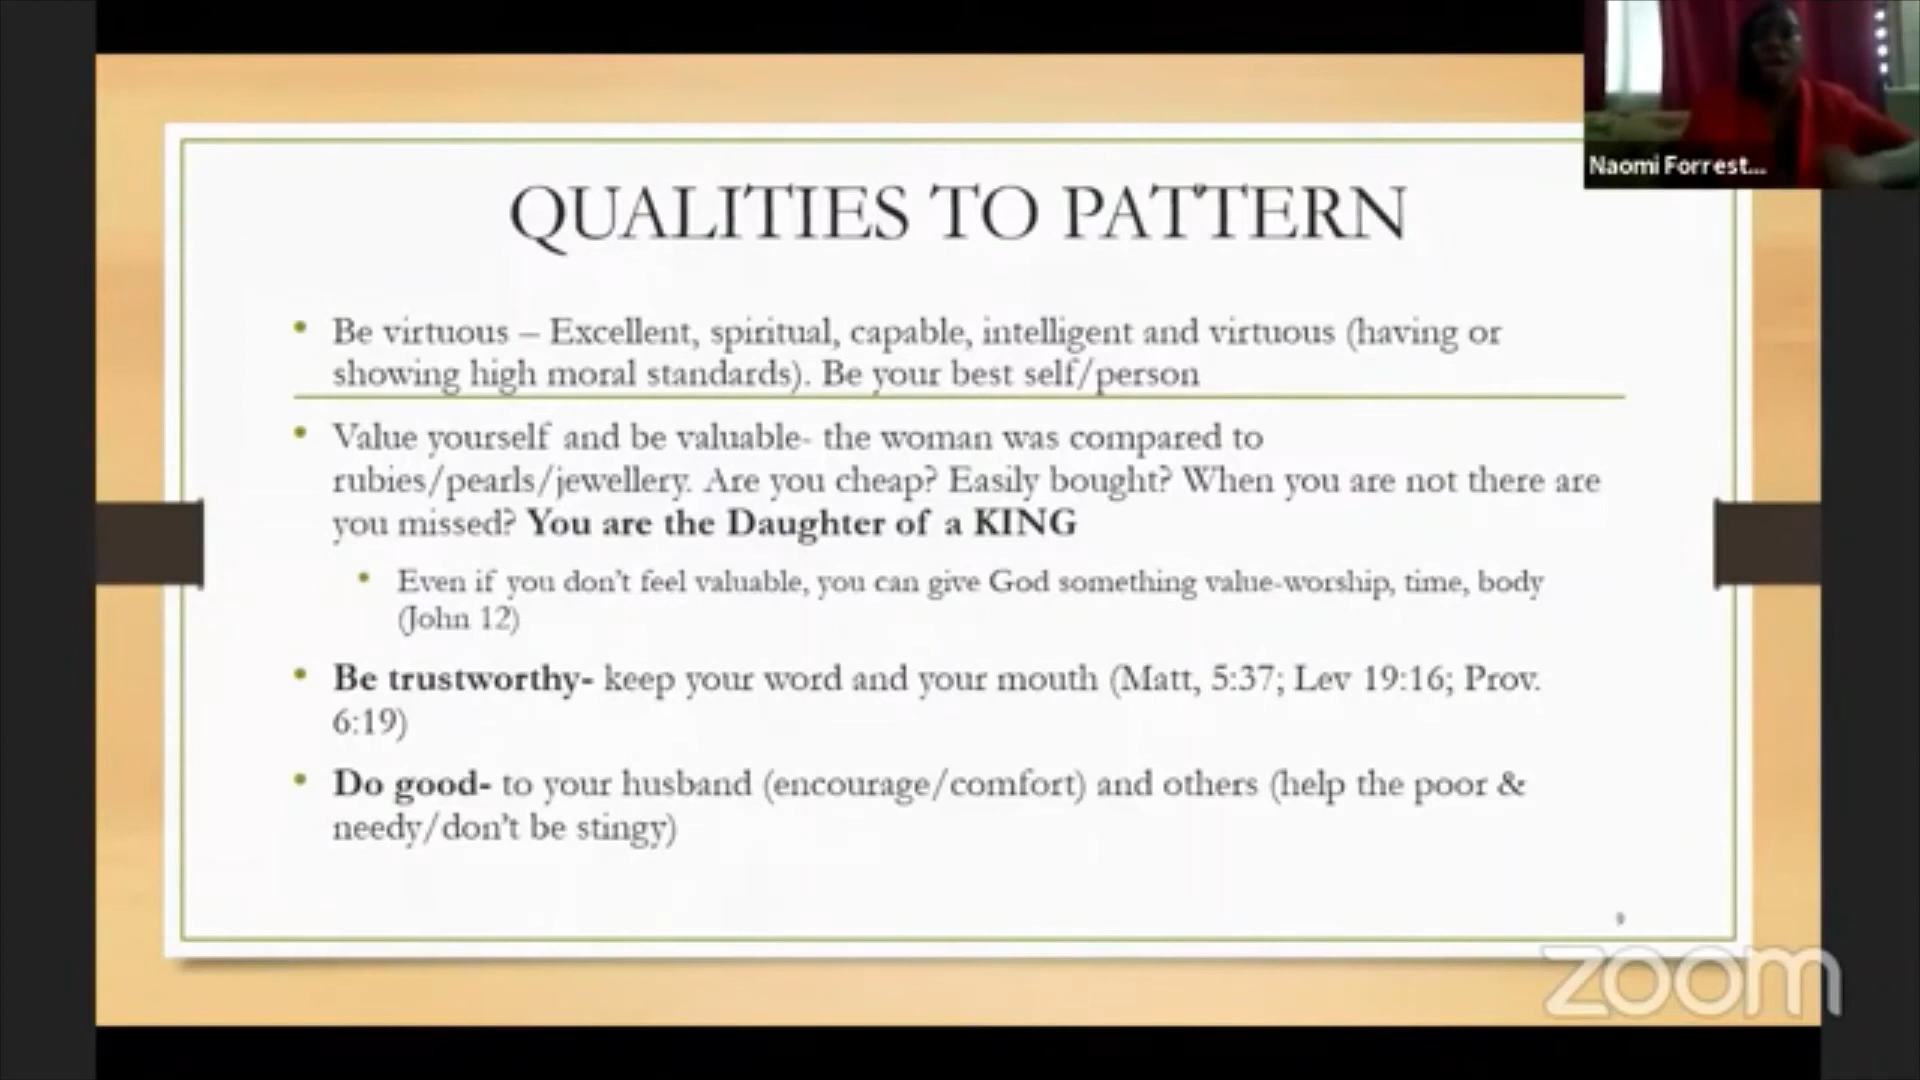 Naomi Forrest...
QUALITIES TO PATTERN
• Be virtuous – Excellent, spiritual, capable, intelligent and virtuous (having or
showing high moral standards). Be your best self/person
• Value yourself and be valuable- the woman was compared to
rubies/pearls/jewellery. Are you cheap? Easily bought? When you are not there are
you missed? You are the Daughter of a KING
• Even if you don't feel valuable, you can give God something value-worship, time, body
(John 12)
• Be trustworthy- keep your word and your mouth (Matt, 5:37; Lev 19:16; Prov.
6:19)
• Do good- to your husband (encourage/comfort) and others (help the poor &
needy/don't be stingy)
9
zoom